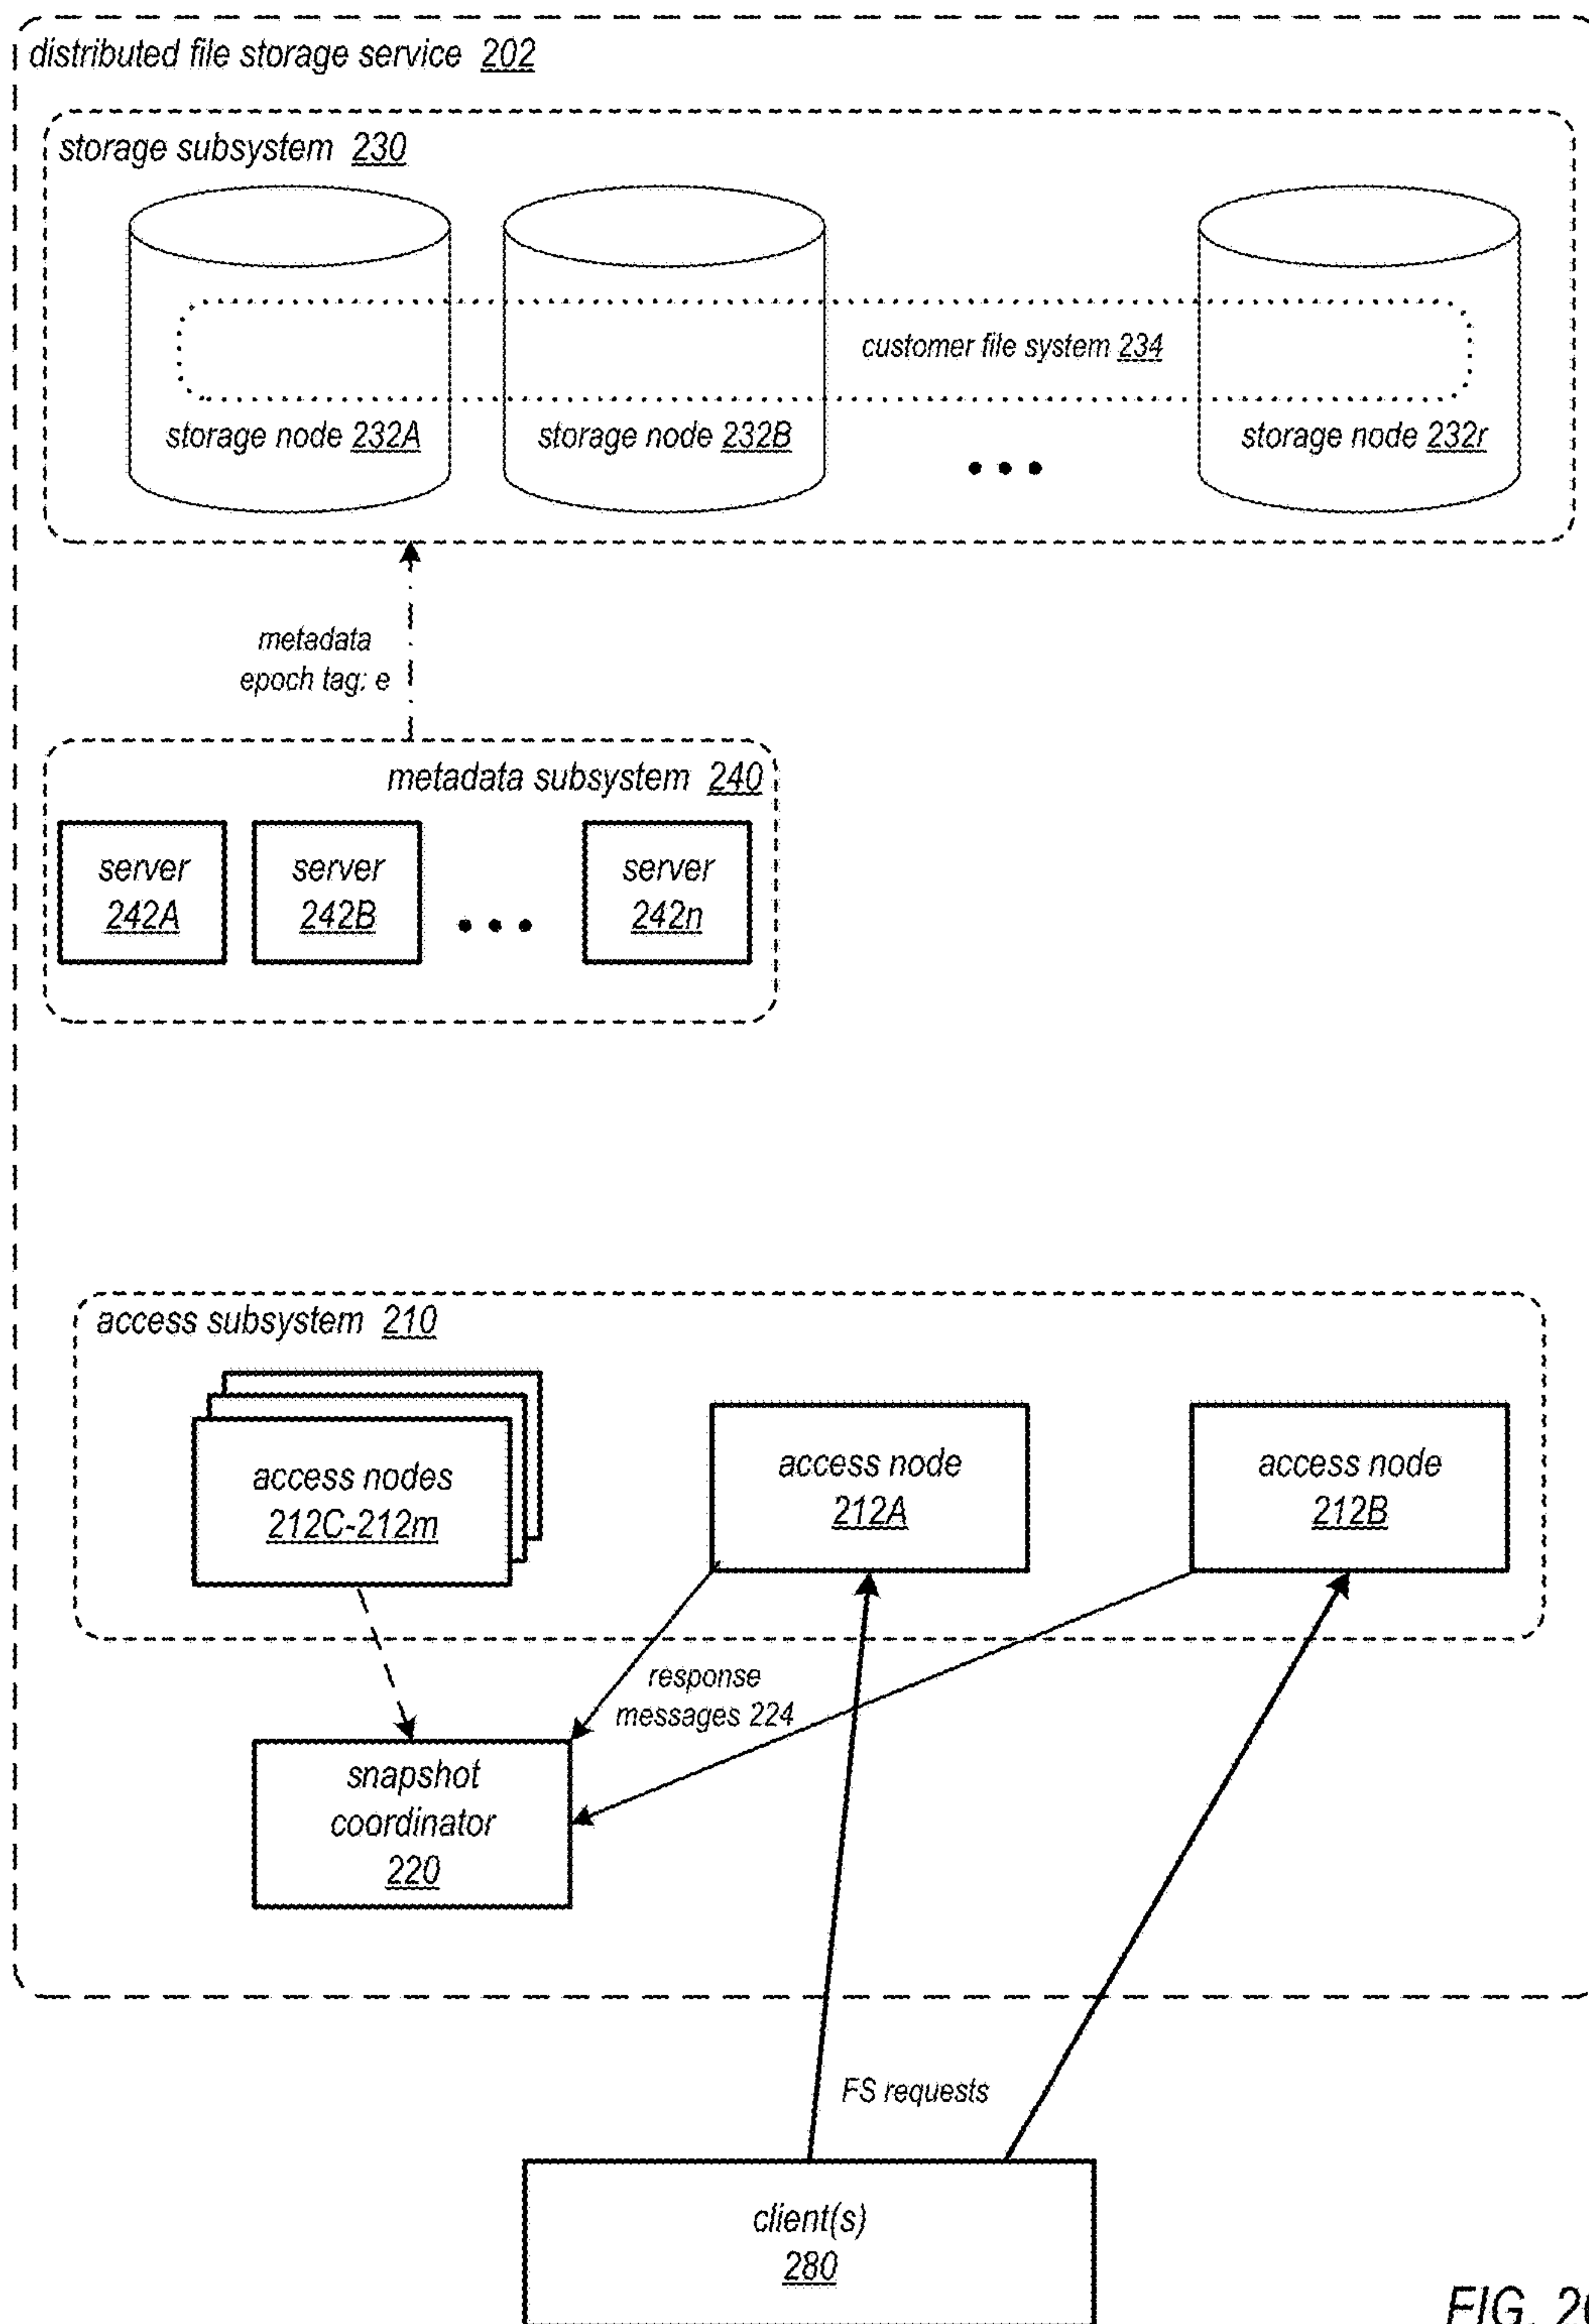 distributed file storage service 202
storage subsystem 230
customer file system 234
storage node 232A
storage node 232B
storage node 232r
metadata
epoch tag: e
metadata subsystem 240
server
242A
server
242B
server
242n
access subsystem 210
access nodes
212C-212m
access node
212A
access node
212B
response
messages 224
snapshot
coordinator
220
FS requests
client(s)
280
FIG.